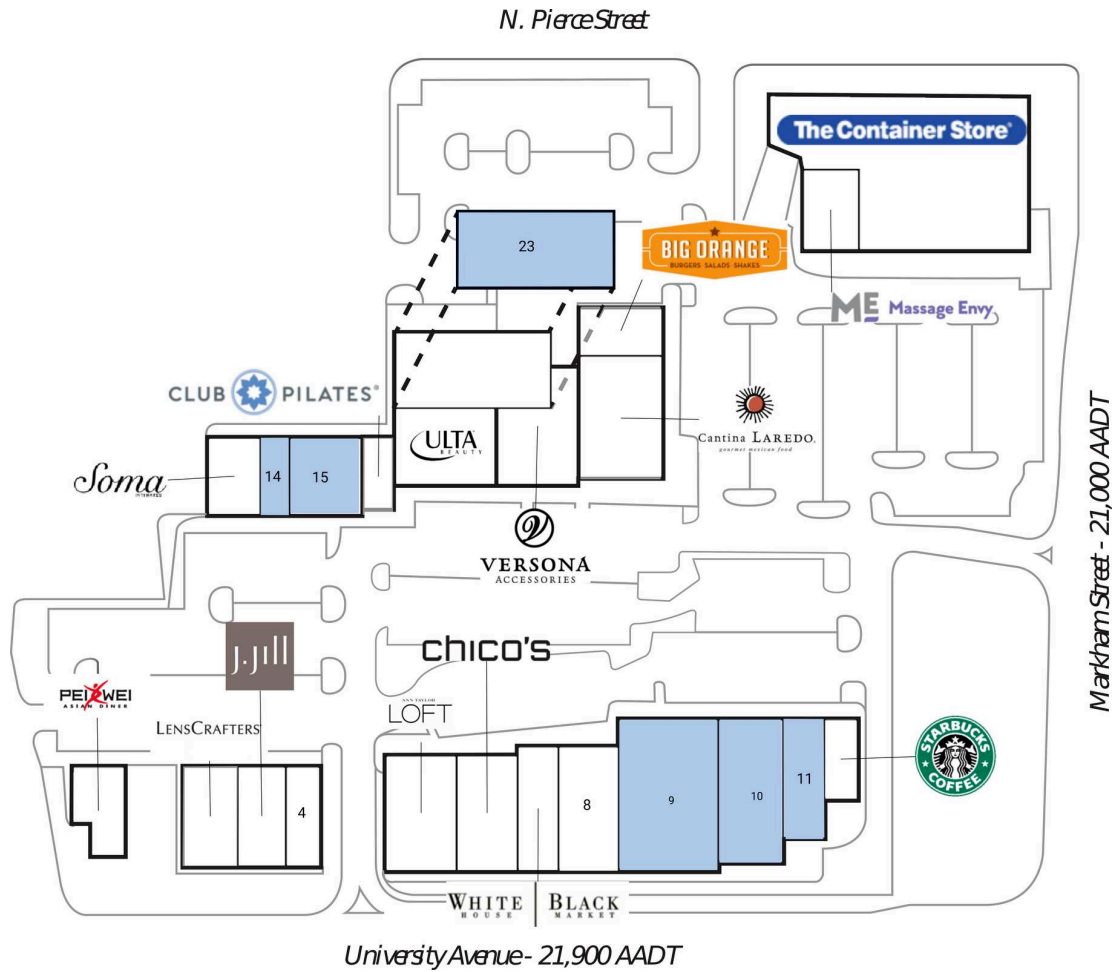 N. Pierce Street
The Container Store®
23
BIG ORANGE
BURGERS SALADS SHAKES
ME Massage Envy
CLUB PILATES®
Cantina LAREDO.
gourmet mexican food
ULTA
BEAUTY
Soma
INTIMATES
14
15
VERSONA
ACCESSORIES
Markham Street - 21,000 AADT
J.Jill
chico's
PEI WEI
ASIAN DINER
ANN TAYLOR
LOFT
LENSCRAFTERS
STARBUCKS
COFFEE
4
8
9
10
11
WHITE BLACK
HOUSE MARKET
University Avenue - 21,900 AADT